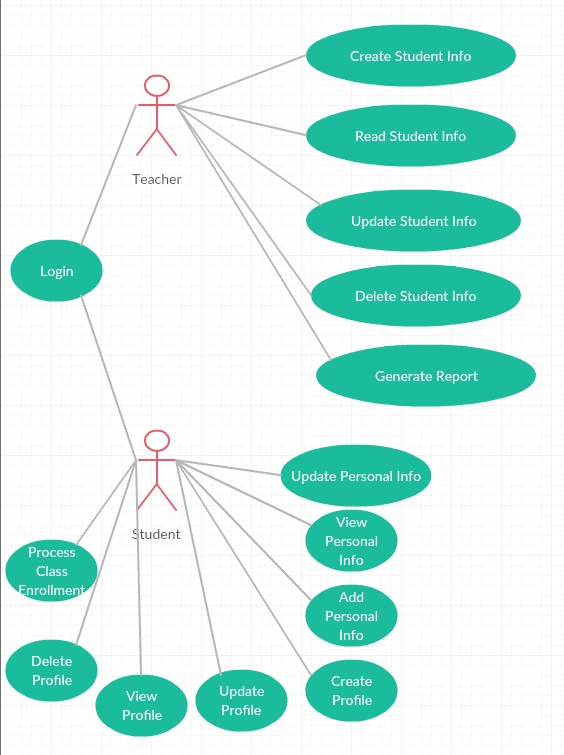 Create Student Info
Read Student Info
Teacher
Update Student Info
Login
Delete Student Info
Generate Report
Update Personal Info
View
Personal
Info
Student
Process
Class
Enrollment
Add
Personal
Info
Delete
Profile
View
Profile
Update
Profile
Create
Profile